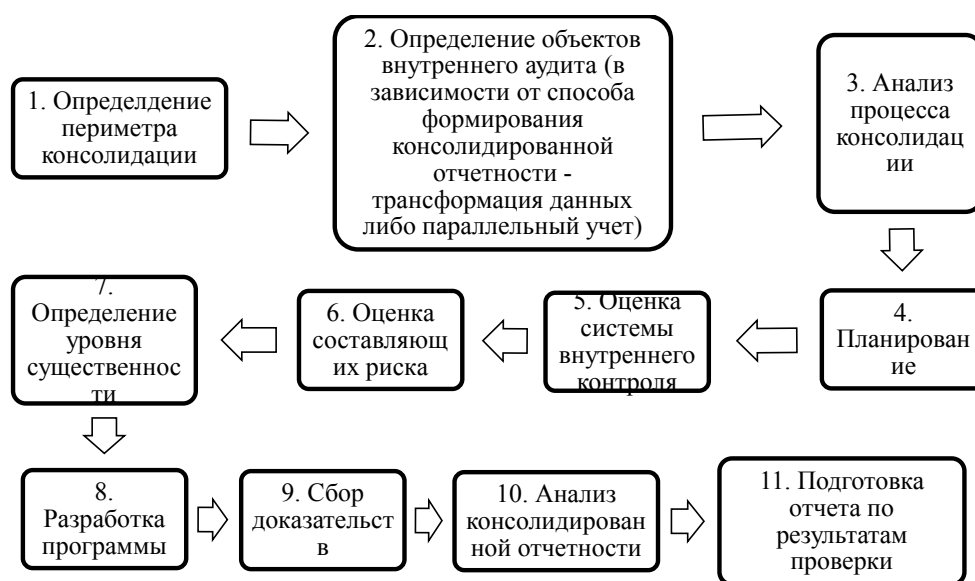 1. Определдение
периметра
консолидации
2. Определение объектов
внутреннего аудита (в
зависимости от способа
формирования
консолидированной
отчетности -
трансформация данных
либо параллельный учет)
3. Анализ
процесса
консолидац
ии
4.
Планирован
ие
5. Оценка
системы
внутреннего
контроля
6. Оценка
составляющ
их риска
7.
Определение
уровня
существеннос
ти
8.
Разработка
программы
9. Сбор
доказательст
в
10. Анализ
консолидирован
ной отчетности
11. Подготовка
отчета по
результатам
проверки